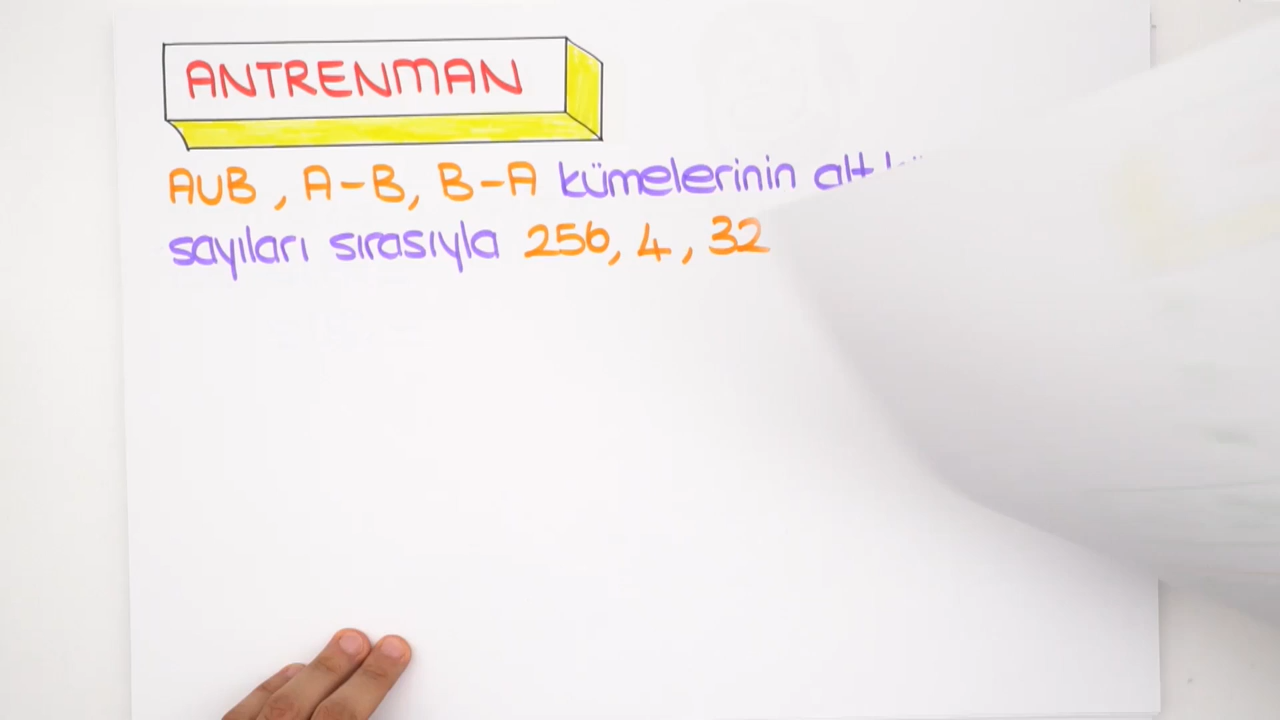 ANTRENMAN
AUB, A-B, B-A kümelerinin alt
sayıları sırasıyla 256, 4, 32